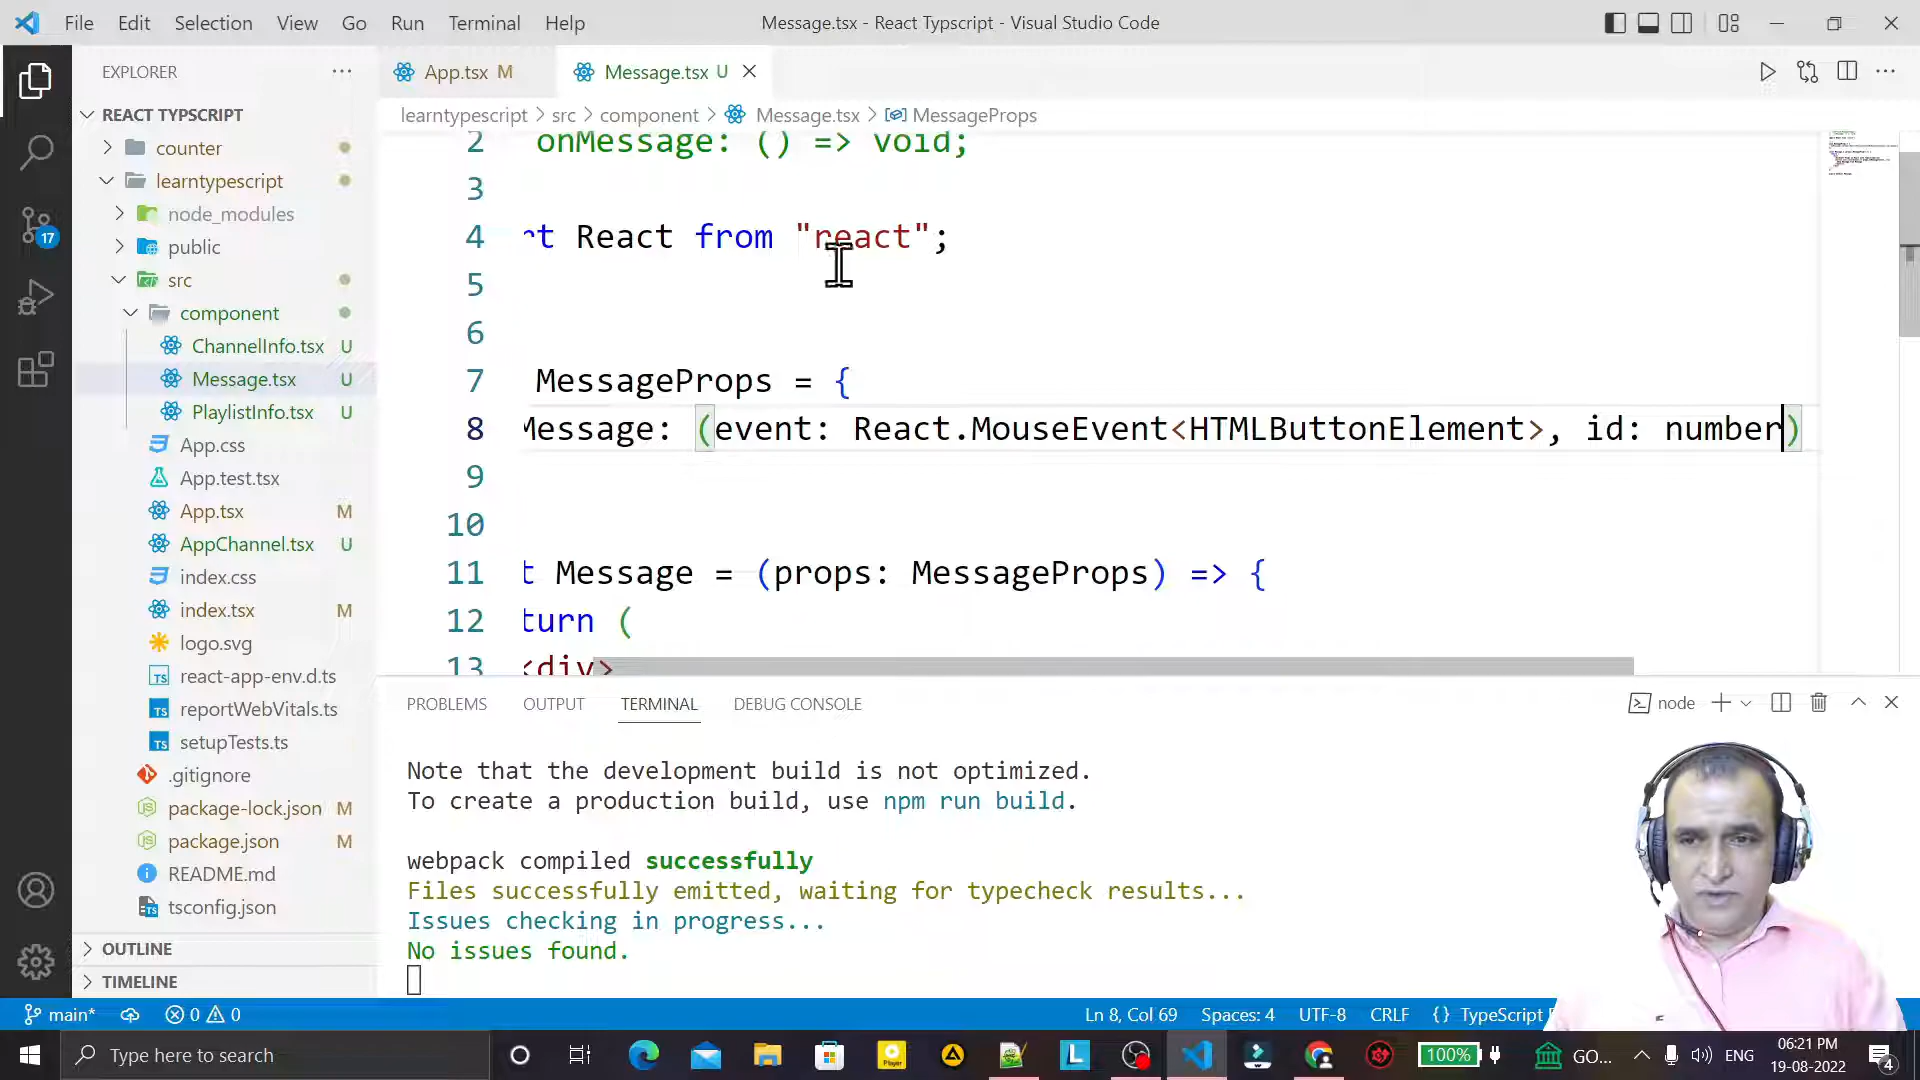 File Edit Selection View Go Run Terminal Help
Message.tsx - React Typscript - Visual Studio Code
EXPLORER
REACT TYPSCRIPT
counter
learntypescript
node_modules
public
src
component
ChannelInfo.tsx U
Message.tsx U
PlaylistInfo.tsx U
App.css
App.test.tsx
App.tsx M
AppChannel.tsx U
index.css
index.tsx M
logo.svg
react-app-env.d.ts
reportWebVitals.ts
setupTests.ts
.gitignore
package-lock.json M
package.json M
README.md
tsconfig.json
OUTLINE
TIMELINE
17
App.tsx M
Message.tsx U
learntypescript > src > component > Message.tsx > MessageProps
2 onMessage: () => void;
3
4 rt React from "react";
5
6
7 MessageProps = {
8 Message: (event: React.MouseEvent<HTMLButtonElement>, id: number)
9
10
11 t Message = (props: MessageProps) => {
12 turn (
13 <div>
PROBLEMS OUTPUT TERMINAL DEBUG CONSOLE
node
Note that the development build is not optimized.
To create a production build, use npm run build.
webpack compiled successfully
Files successfully emitted, waiting for typecheck results...
Issues checking in progress...
No issues found.
main* 0 0 Ln 8, Col 69 Spaces: 4 UTF-8 CRLF {} TypeScript
Type here to search
Player
L
100%
GO...
ENG
06:21 PM
19-08-2022
4